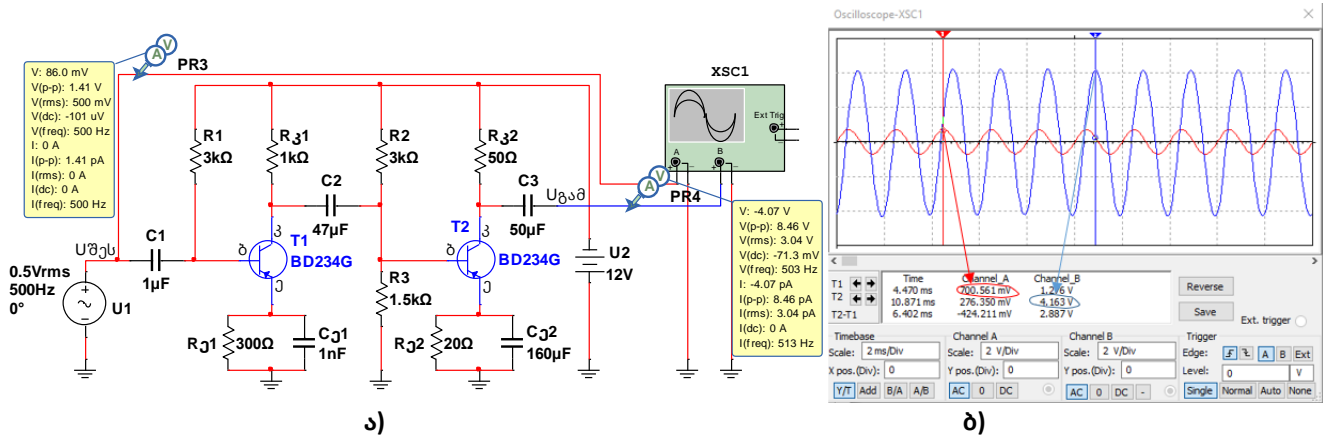 Oscilloscope-XSC1
PR3
XSC1
V: 86.0 mV
V(p-p): 1.41 V
V(rms): 500 mV
V(dc): -101 uV
V(freq): 500 Hz
I: 0 A
I(p-p): 1.41 pA
I(rms): 0 A
I(dc): 0 A
I(freq): 500 Hz
A V
R1
3kΩ
Rკ1
1kΩ
R2
3kΩ
Rკ2
50Ω
Ext Trig
A B
C2
47µF
C3
50µF
Uგამ
A V
PR4
V: -4.07 V
V(p-p): 8.46 V
V(rms): 3.04 V
V(dc): -71.3 mV
V(freq): 503 Hz
I: -4.07 pA
I(p-p): 8.46 pA
I(rms): 3.04 pA
I(dc): 0 A
I(freq): 513 Hz
კ
ბ
ე
T1
BD234G
კ
ბ
ე
T2
BD234G
Uშეს
C1
1µF
0.5Vrms
500Hz
0°
U1
R3
1.5kΩ
U2
12V
Rე1
300Ω
Cე1
1nF
Rე2
20Ω
Cე2
160µF
ა)
Time Channel_A Channel_B
T1 4.470 ms 700.561 mV 1.276 V
T2 10.871 ms 276.350 mV 4.163 V
T2-T1 6.402 ms -424.211 mV 2.887 V
Reverse
Save
Ext. trigger
Timebase
Scale: 2 ms/Div
X pos.(Div): 0
Y/T Add B/A A/B
Channel A
Scale: 2 V/Div
Y pos.(Div): 0
AC 0 DC
Channel B
Scale: 2 V/Div
Y pos.(Div): 0
AC 0 DC -
Trigger
Edge: A B Ext
Level: 0 V
Single Normal Auto None
ბ)